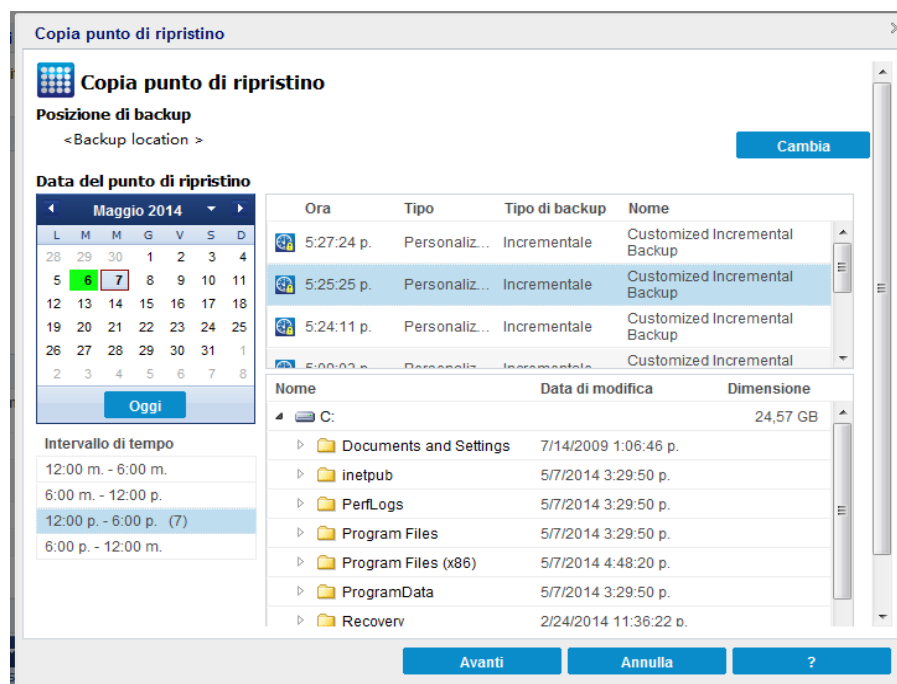 Copia punto di ripristino
Copia punto di ripristino
Posizione di backup
<Backup location >
Cambia
Data del punto di ripristino
Maggio 2014
L M M G V S D
28 29 30 1 2 3 4
5 6 7 8 9 10 11
12 13 14 15 16 17 18
19 20 21 22 23 24 25
26 27 28 29 30 31 1
2 3 4 5 6 7 8
Oggi
Intervallo di tempo
12:00 m. - 6:00 m.
6:00 m. - 12:00 p.
12:00 p. - 6:00 p. (7)
6:00 p. - 12:00 m.
Ora Tipo Tipo di backup Nome
5:27:24 p. Personaliz... Incrementale Customized Incremental
Backup
5:25:25 p. Personaliz... Incrementale Customized Incremental
Backup
5:24:11 p. Personaliz... Incrementale Customized Incremental
Backup
Personaliz... Incrementale Customized Incremental
Nome Data di modifica Dimensione
C: 24,57 GB
Documents and Settings 7/14/2009 1:06:46 p.
inetpub 5/7/2014 3:29:50 p.
PerfLogs 5/7/2014 3:29:50 p.
Program Files 5/7/2014 3:29:50 p.
Program Files (x86) 5/7/2014 4:48:20 p.
ProgramData 5/7/2014 3:29:50 p.
Recovery 2/24/2014 11:36:22 p.
Avanti Annulla ?